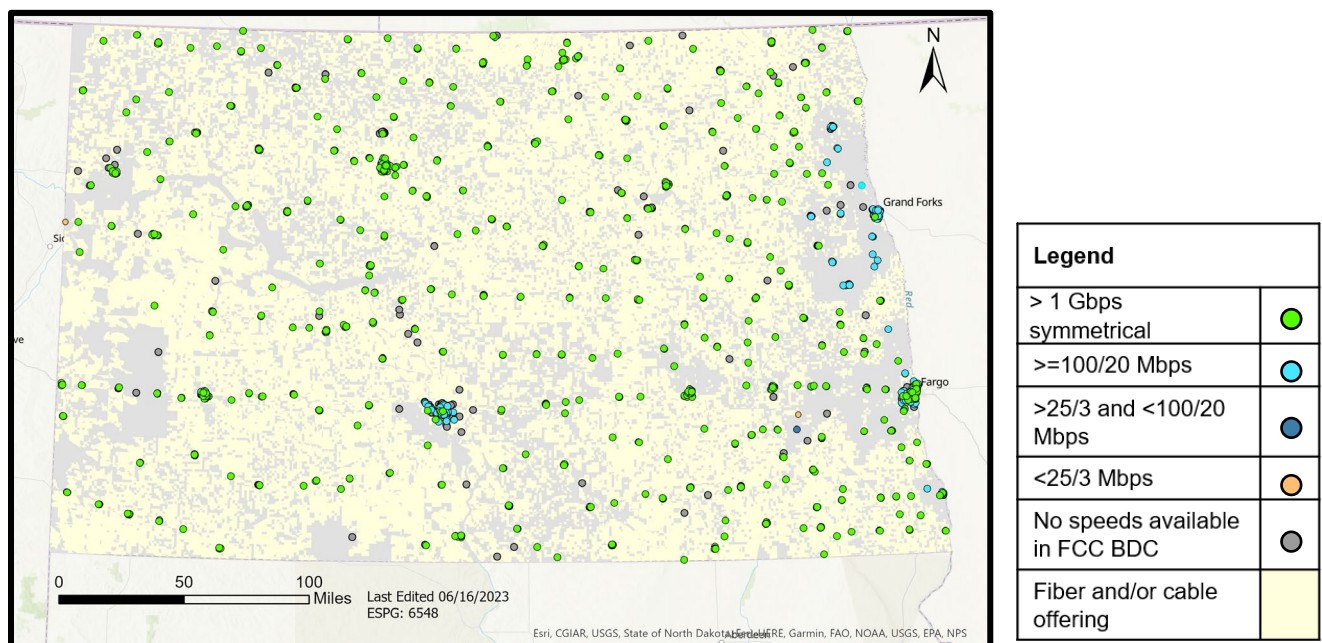 N
Grand Forks
Sic
Red
ve
Fargo
0 50 100
Miles
Last Edited 06/16/2023
ESPG: 6548
Esri, CGIAR, USGS, State of North Dakota, Esri, HERE, Garmin, FAO, NOAA, USGS, EPA, NPS
Aberdeen
Legend
> 1 Gbps
symmetrical
>=100/20 Mbps
>25/3 and <100/20
Mbps
<25/3 Mbps
No speeds available
in FCC BDC
Fiber and/or cable
offering